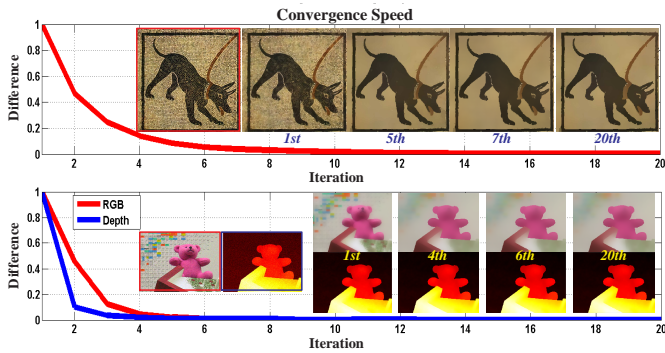 Convergence Speed
Difference
1
0.8
0.6
0.4
0.2
0
1st 5th 7th 20th
2 4 6 8 10 12 14 16 18 20
Iteration
Difference
1
0.8
0.6
0.4
0.2
0
RGB
Depth
1st 4th 6th 20th
2 4 6 8 10 12 14 16 18 20
Iteration